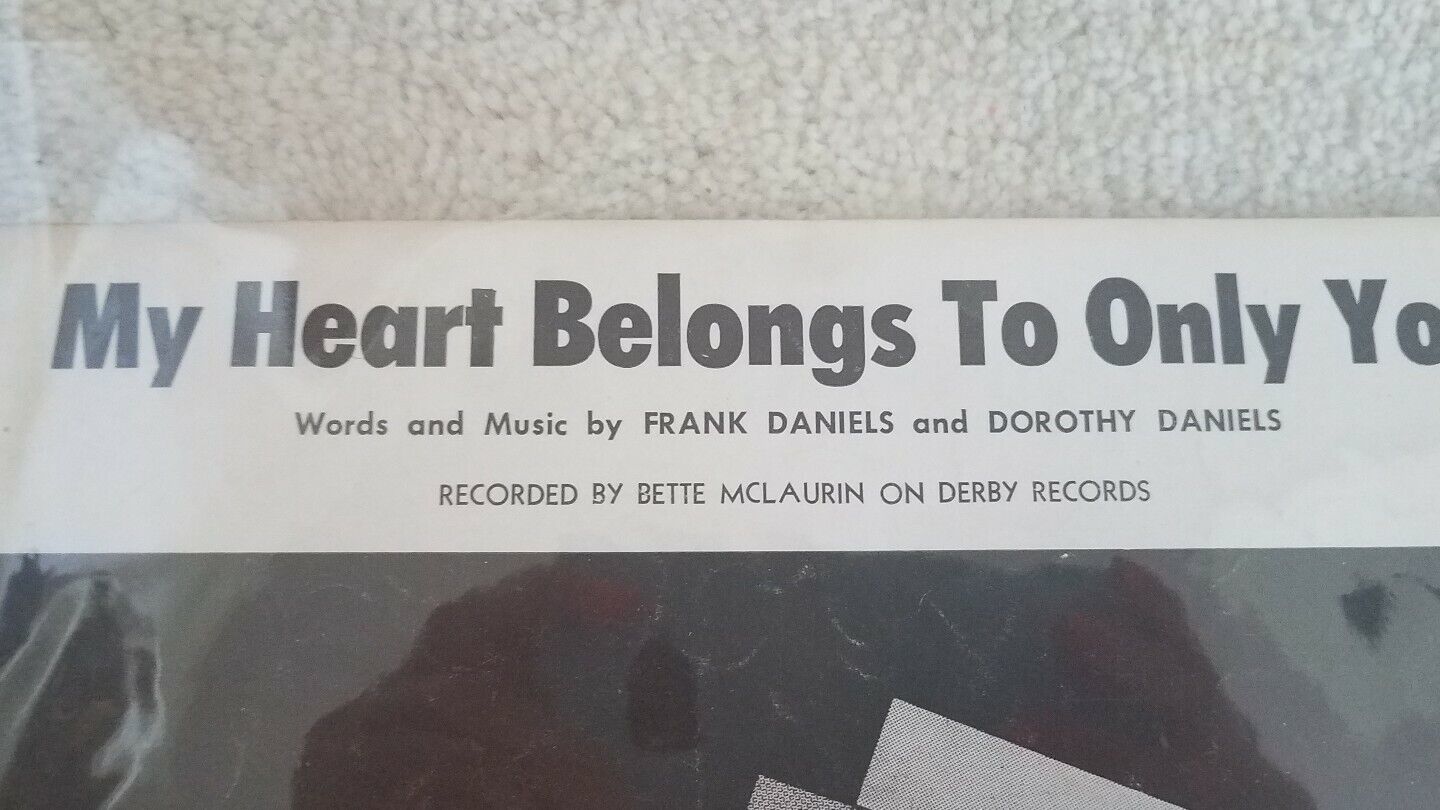 My Heart Belongs To Only Yo
Words and Music by FRANK DANIELS and DOROTHY DANIELS
RECORDED BY BETTE MCLAURIN ON DERBY RECORDS